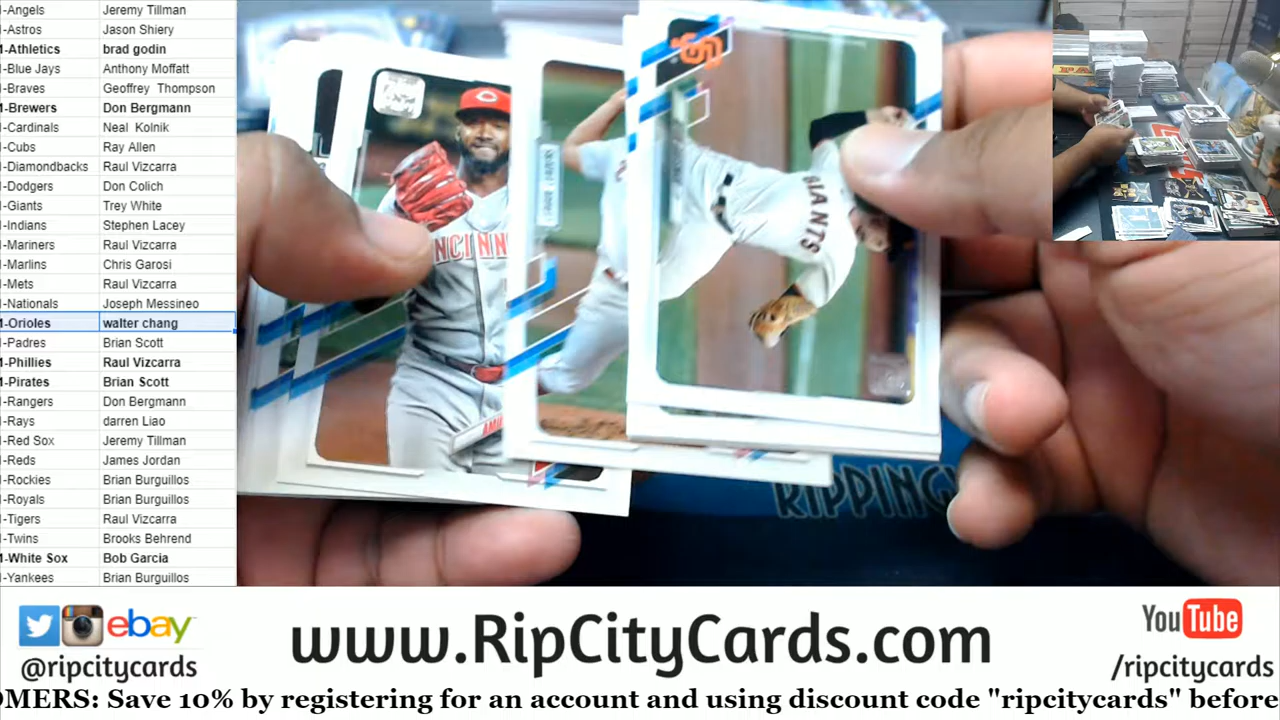 I-Angels Jeremy Tillman
I-Astros Jason Shiery
I-Athletics brad godin
I-Blue Jays Anthony Moffatt
I-Braves Geoffrey Thompson
I-Brewers Don Bergmann
I-Cardinals Neal Kolnik
I-Cubs Ray Allen
I-Diamondbacks Raul Vizcarra
I-Dodgers Don Colich
I-Giants Trey White
I-Indians Stephen Lacey
I-Mariners Raul Vizcarra
I-Marlins Chris Garosi
I-Mets Raul Vizcarra
I-Nationals Joseph Messineo
I-Orioles walter chang
I-Padres Brian Scott
I-Phillies Raul Vizcarra
I-Pirates Brian Scott
I-Rangers Don Bergmann
I-Rays darren Liao
I-Red Sox Jeremy Tillman
I-Reds James Jordan
I-Rockies Brian Burguillos
I-Royals Brian Burguillos
I-Tigers Raul Vizcarra
I-Twins Brooks Behrend
I-White Sox Bob Garcia
I-Yankees Brian Burguillos
GIANTS
RIPPING
ebay
@ripcitycards
www.RipCityCards.com
YouTube
/ripcitycards
OMERS: Save 10% by registering for an account and using discount code "ripcitycards" before